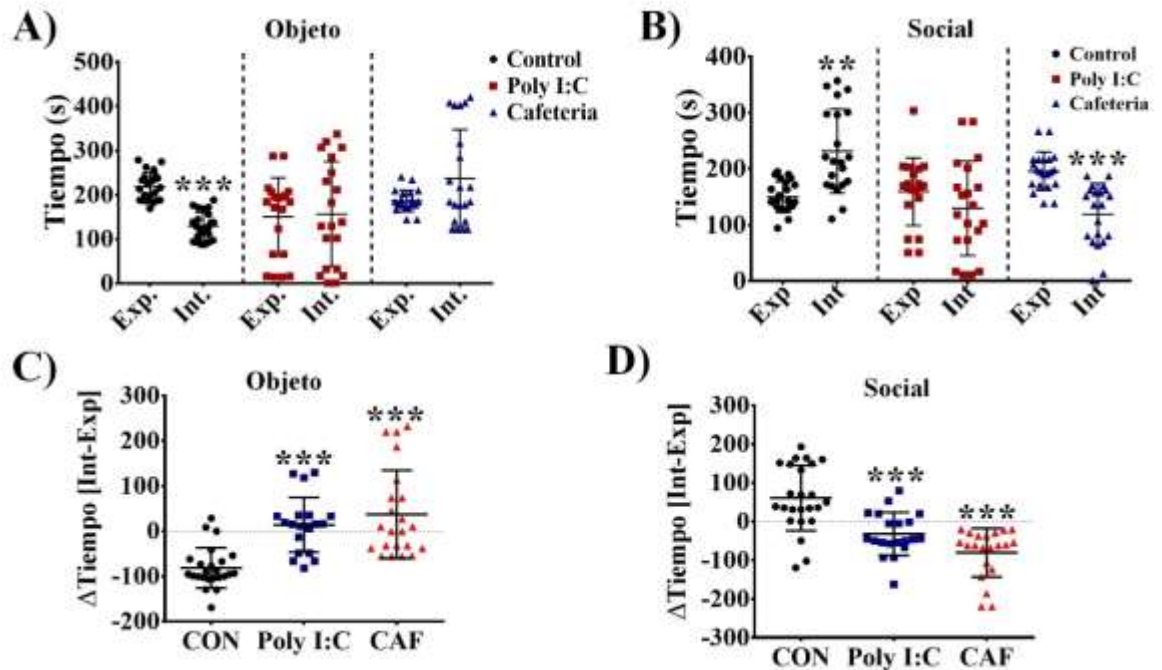 A)
Objeto
Control
Poly I:C
Cafeteria
Tiempo (s)
500
400
300
200
100
0
***
Exp. Int. Exp. Int. Exp. Int.
B)
Social
Control
Poly I:C
Cafeteria
Tiempo (s)
400
300
200
100
0
**
***
Exp Int Exp Int Exp Int
C)
Objeto
ΔTiempo [Int-Exp]
300
200
100
0
-100
-200
***
***
CON Poly I:C CAF
D)
Social
ΔTiempo [Int-Exp]
300
200
100
0
-100
-200
-300
***
***
CON Poly I:C CAF